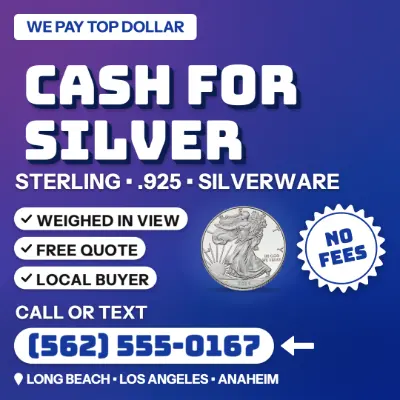 WE PAY TOP DOLLAR
CASH FOR
SILVER
STERLING • .925 • SILVERWARE
WEIGHED IN VIEW
FREE QUOTE
LOCAL BUYER
NO
FEES
CALL OR TEXT
(562) 555-0167
LONG BEACH • LOS ANGELES • ANAHEIM